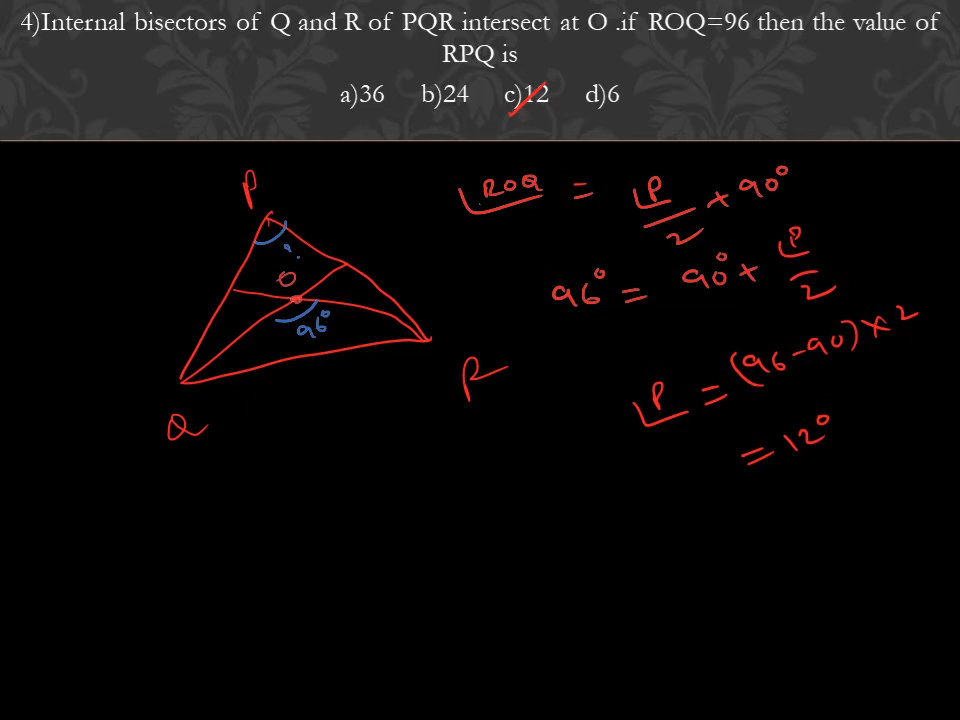 4)Internal bisectors of Q and R of PQR intersect at O .if ROQ=96 then the value of
RPQ is
a)36 b)24 c)12 d)6
P
∠ROQ = ∠P/2 + 90°
?
O
96° = 90° + ∠P/2
96°
∠P = (96-90) × 2
R
Q
= 12°